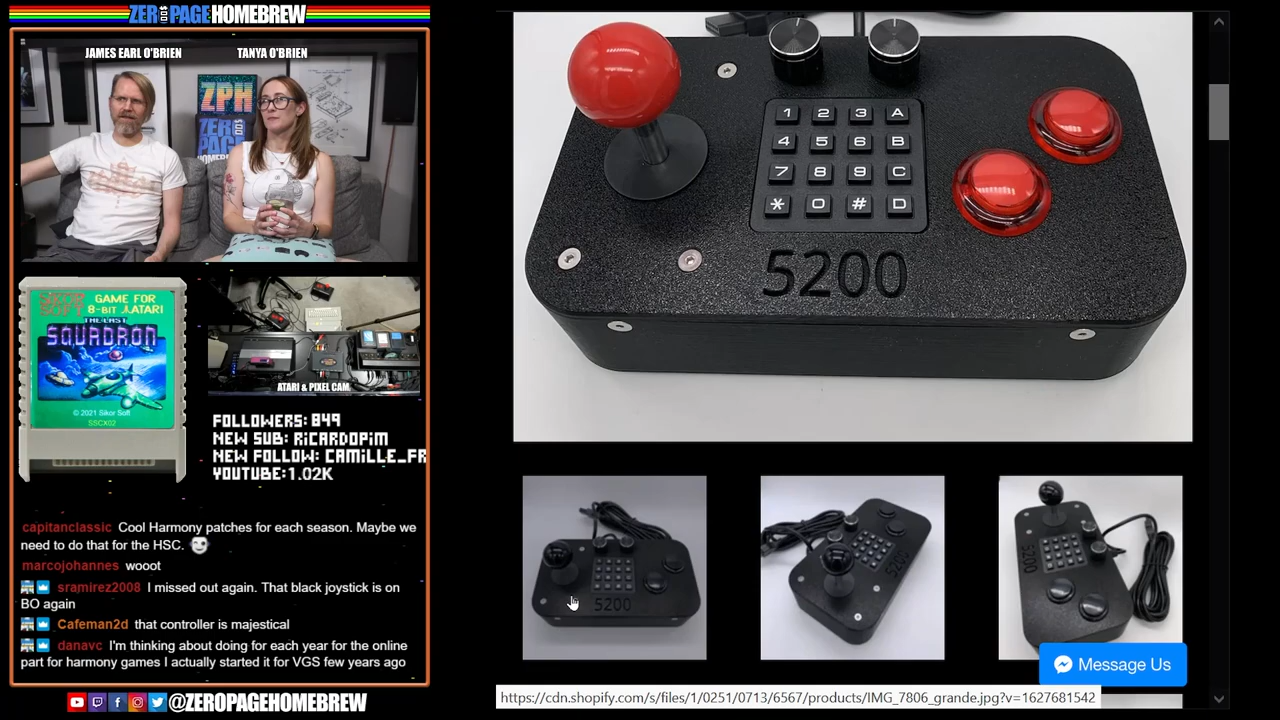 ZEROPAGEHOMEBREW
JAMES EARL O'BRIEN
TANYA O'BRIEN
ZPH
ZERO
PAGE
HOMEBREW
SIKOR
SOFT
GAME FOR
8-BIT ATARI
THE LAST
SQUADRON
© 2021 Sikor Soft
SSCX02
ATARI & PIXEL CAM
FOLLOWERS: 849
NEW SUB: RICARDOPIM
NEW FOLLOW: CAMILLE_FR
YOUTUBE:1.02K
capitanclassic Cool Harmony patches for each season. Maybe we
need to do that for the HSC.
marcojohannes wooot
sramirez2008 I missed out again. That black joystick is on
BO again
Cafeman2d that controller is majestical
danavc I'm thinking about doing for each year for the online
part for harmony games I actually started it for VGS few years ago
@ZEROPAGEHOMEBREW
1 2 3 A
4 5 6 B
7 8 9 C
* 0 # D
5200
5200
5200
5200
Message Us
https://cdn.shopify.com/s/files/1/0251/0713/6567/products/IMG_7806_grande.jpg?v=1627681542